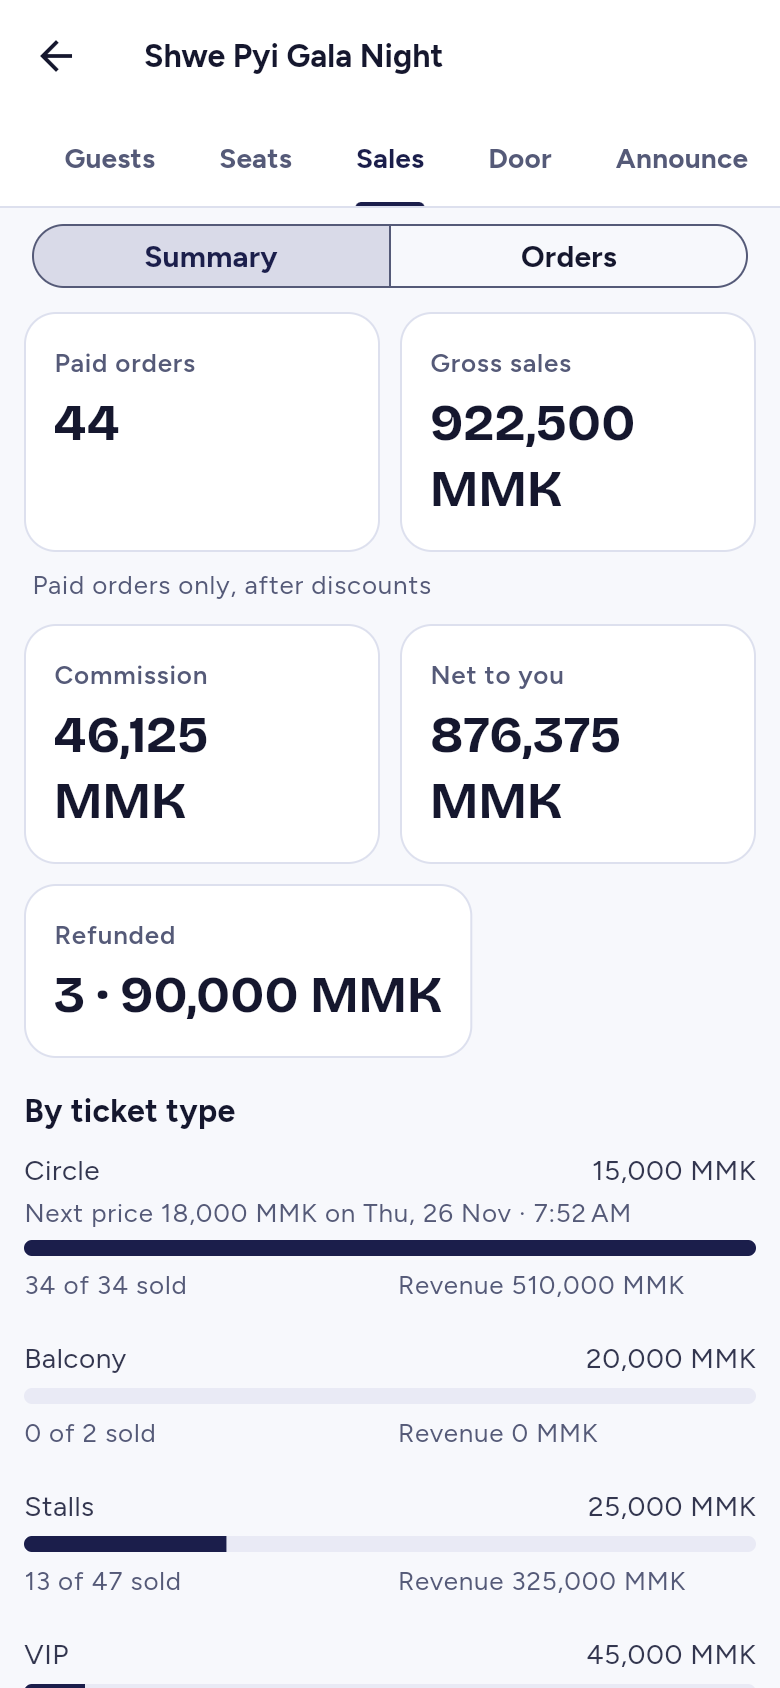 Shwe Pyi Gala Night
Guests Seats Sales Door Announce
Summary Orders
Paid orders
44
Gross sales
922,500
MMK
Paid orders only, after discounts
Commission
46,125
MMK
Net to you
876,375
MMK
Refunded
3 · 90,000 MMK
By ticket type
Circle 15,000 MMK
Next price 18,000 MMK on Thu, 26 Nov · 7:52 AM
34 of 34 sold Revenue 510,000 MMK
Balcony 20,000 MMK
0 of 2 sold Revenue 0 MMK
Stalls 25,000 MMK
13 of 47 sold Revenue 325,000 MMK
VIP 45,000 MMK